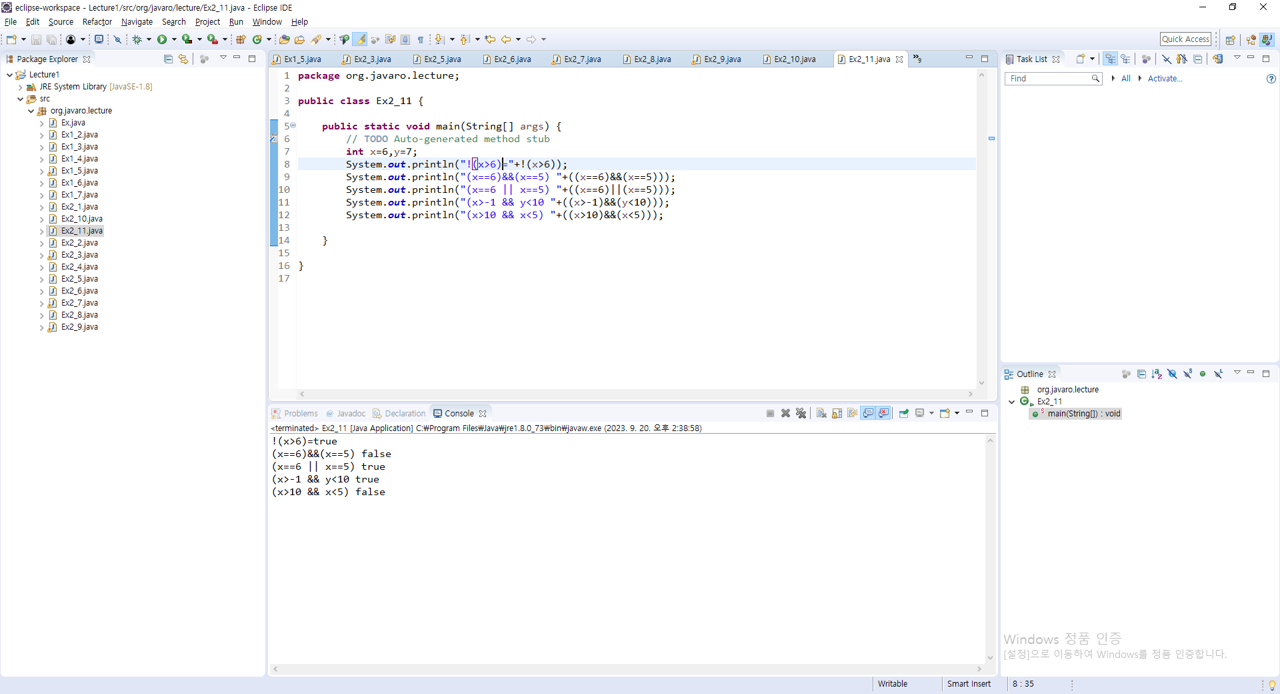 eclipse-workspace - Lecture1/src/org/javaro/lecture/Ex2_11.java - Eclipse IDE
File Edit Source Refactor Navigate Search Project Run Window Help
Quick Access
Package Explorer
Lecture1
JRE System Library [JavaSE-1.8]
src
org.javaro.lecture
Ex.java
Ex1_2.java
Ex1_3.java
Ex1_4.java
Ex1_5.java
Ex1_6.java
Ex1_7.java
Ex2_1.java
Ex2_10.java
Ex2_11.java
Ex2_2.java
Ex2_3.java
Ex2_4.java
Ex2_5.java
Ex2_6.java
Ex2_7.java
Ex2_8.java
Ex2_9.java
Ex1_5.java Ex2_3.java Ex2_5.java Ex2_6.java Ex2_7.java Ex2_8.java Ex2_9.java Ex2_10.java Ex2_11.java »9
1 package org.javaro.lecture;
2
3 public class Ex2_11 {
4
5 public static void main(String[] args) {
6 // TODO Auto-generated method stub
7 int x=6,y=7;
8 System.out.println("!(x>6)="+!(x>6));
9 System.out.println("(x==6)&&(x==5) "+((x==6)&&(x==5)));
10 System.out.println("(x==6 || x==5) "+((x==6)||(x==5)));
11 System.out.println("(x>-1 && y<10 "+((x>-1)&&(y<10)));
12 System.out.println("(x>10 && x<5) "+((x>10)&&(x<5)));
13
14 }
15
16 }
17
Problems Javadoc Declaration Console
<terminated> Ex2_11 [Java Application] C:₩Program Files₩Java₩jre1.8.0_73₩bin₩javaw.exe (2023. 9. 20. 오후 2:38:58)
!(x>6)=true
(x==6)&&(x==5) false
(x==6 || x==5) true
(x>-1 && y<10 true
(x>10 && x<5) false
Task List
Find All Activate...
Outline
org.javaro.lecture
Ex2_11
main(String[]) : void
Windows 정품 인증
[설정]으로 이동하여 Windows를 정품 인증합니다.
Writable Smart Insert 8 : 35